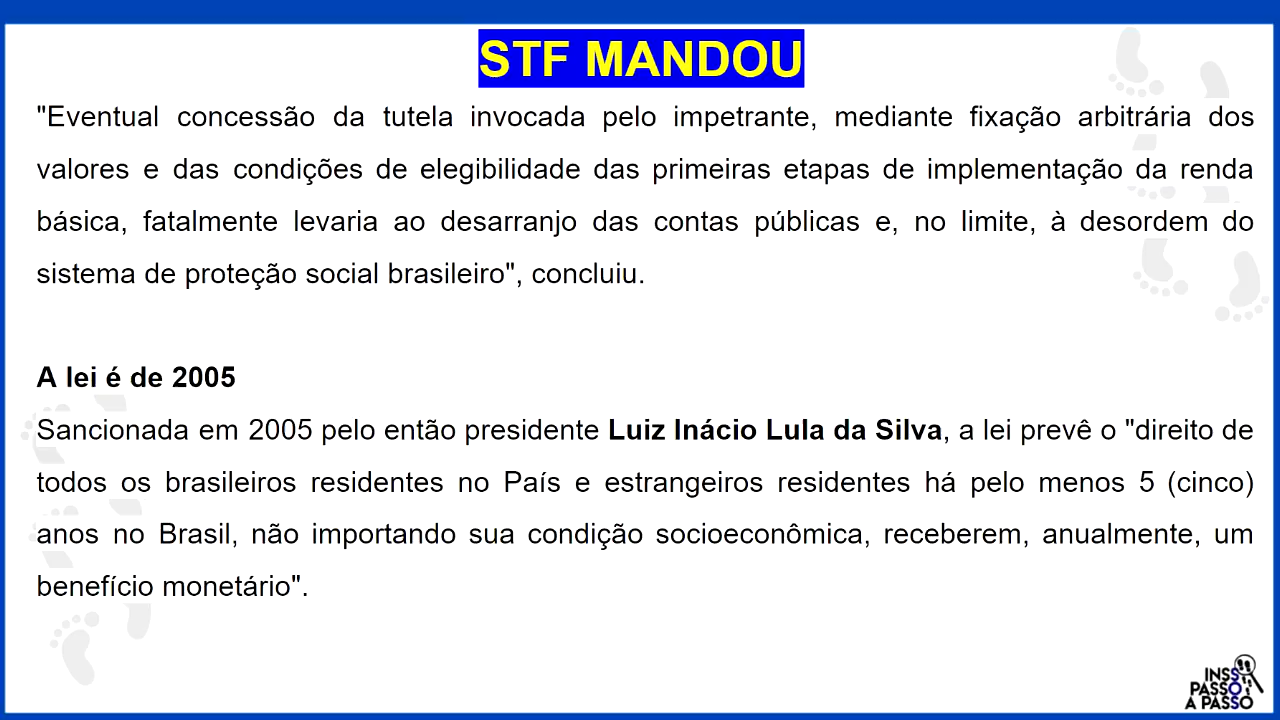 STF MANDOU
"Eventual concessão da tutela invocada pelo impetrante, mediante fixação arbitrária dos
valores e das condições de elegibilidade das primeiras etapas de implementação da renda
básica, fatalmente levaria ao desarranjo das contas públicas e, no limite, à desordem do
sistema de proteção social brasileiro", concluiu.
A lei é de 2005
Sancionada em 2005 pelo então presidente Luiz Inácio Lula da Silva, a lei prevê o "direito de
todos os brasileiros residentes no País e estrangeiros residentes há pelo menos 5 (cinco)
anos no Brasil, não importando sua condição socioeconômica, receberem, anualmente, um
benefício monetário".
INSS
PASSO
A PASSO